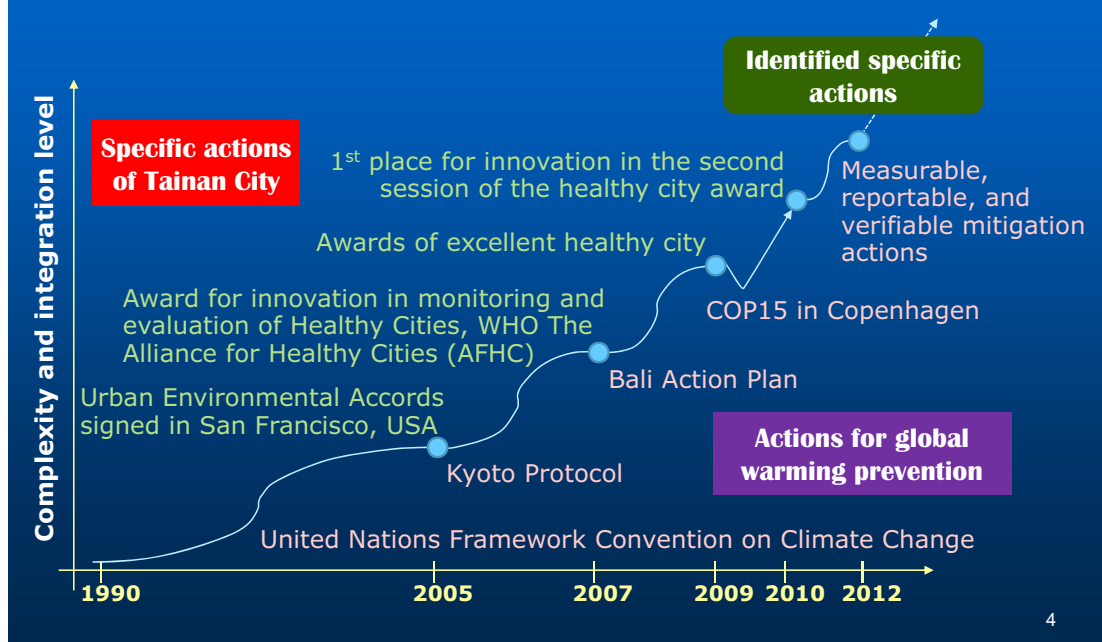 Identified specific
actions
Complexity and integration level
Specific actions
of Tainan City
1st place for innovation in the second
session of the healthy city award
Measurable,
reportable, and
verifiable mitigation
actions
Awards of excellent healthy city
COP15 in Copenhagen
Award for innovation in monitoring and
evaluation of Healthy Cities, WHO The
Alliance for Healthy Cities (AFHC)
Bali Action Plan
Urban Environmental Accords
signed in San Francisco, USA
Kyoto Protocol
Actions for global
warming prevention
United Nations Framework Convention on Climate Change
1990 2005 2007 2009 2010 2012
4